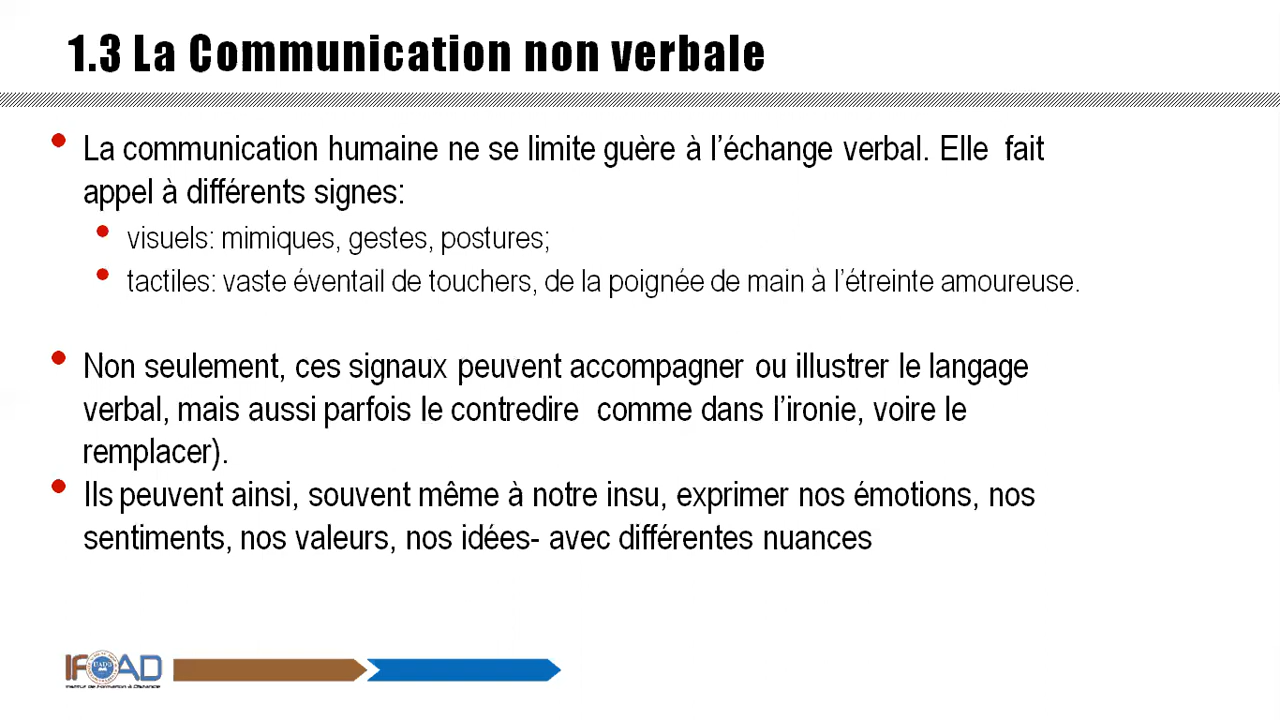 1.3 La Communication non verbale
• La communication humaine ne se limite guère à l’échange verbal. Elle  fait
appel à différents signes:
• visuels: mimiques, gestes, postures;
• tactiles: vaste éventail de touchers, de la poignée de main à l’étreinte amoureuse.
• Non seulement, ces signaux peuvent accompagner ou illustrer le langage
verbal, mais aussi parfois le contredire  comme dans l’ironie, voire le
remplacer).
• Ils peuvent ainsi, souvent même à notre insu, exprimer nos émotions, nos
sentiments, nos valeurs, nos idées- avec différentes nuances
IFOAD
Institut de Formation à Distance